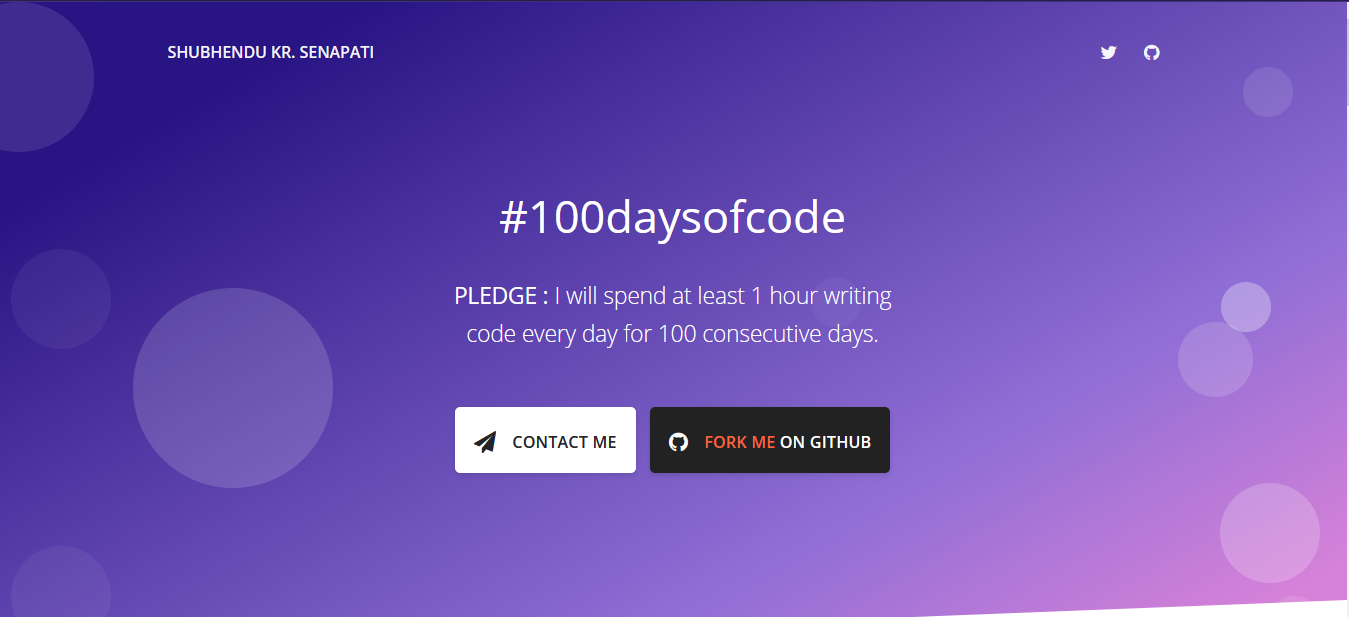 SHUBHENDU KR. SENAPATI
#100daysofcode
PLEDGE : I will spend at least 1 hour writing
code every day for 100 consecutive days.
CONTACT ME
FORK ME ON GITHUB